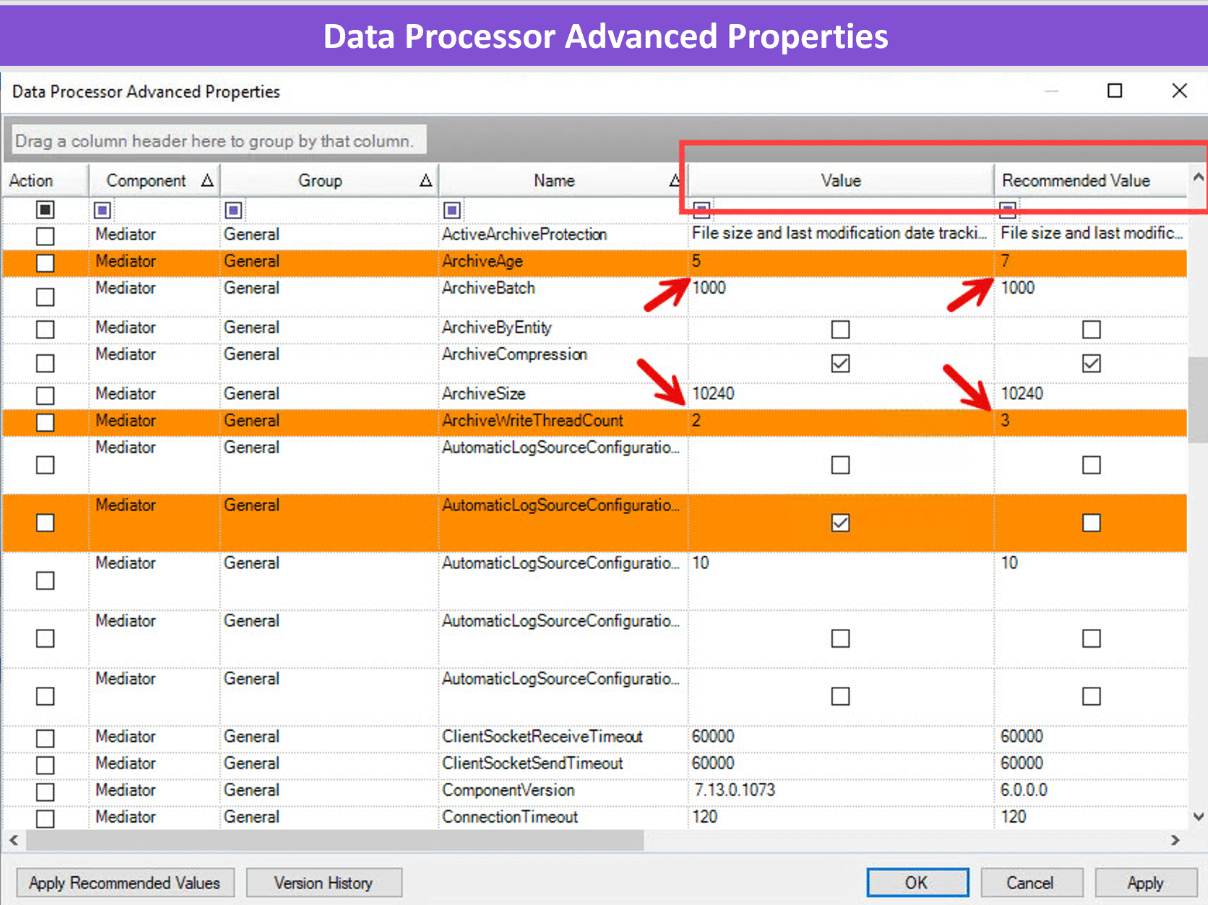 Data Processor Advanced Properties
Data Processor Advanced Properties
Drag a column header here to group by that column.
Action Component Group Name Value Recommended Value
Mediator General ActiveArchiveProtection File size and last modification date tracki... File size and last modific...
Mediator General ArchiveAge 5 7
Mediator General ArchiveBatch 1000 1000
Mediator General ArchiveByEntity
Mediator General ArchiveCompression
Mediator General ArchiveSize 10240 10240
Mediator General ArchiveWriteThreadCount 2 3
Mediator General AutomaticLogSourceConfiguratio...
Mediator General AutomaticLogSourceConfiguratio...
Mediator General AutomaticLogSourceConfiguratio... 10 10
Mediator General AutomaticLogSourceConfiguratio...
Mediator General AutomaticLogSourceConfiguratio...
Mediator General ClientSocketReceiveTimeout 60000 60000
Mediator General ClientSocketSendTimeout 60000 60000
Mediator General ComponentVersion 7.13.0.1073 6.0.0.0
Mediator General ConnectionTimeout 120 120
Apply Recommended Values Version History OK Cancel Apply